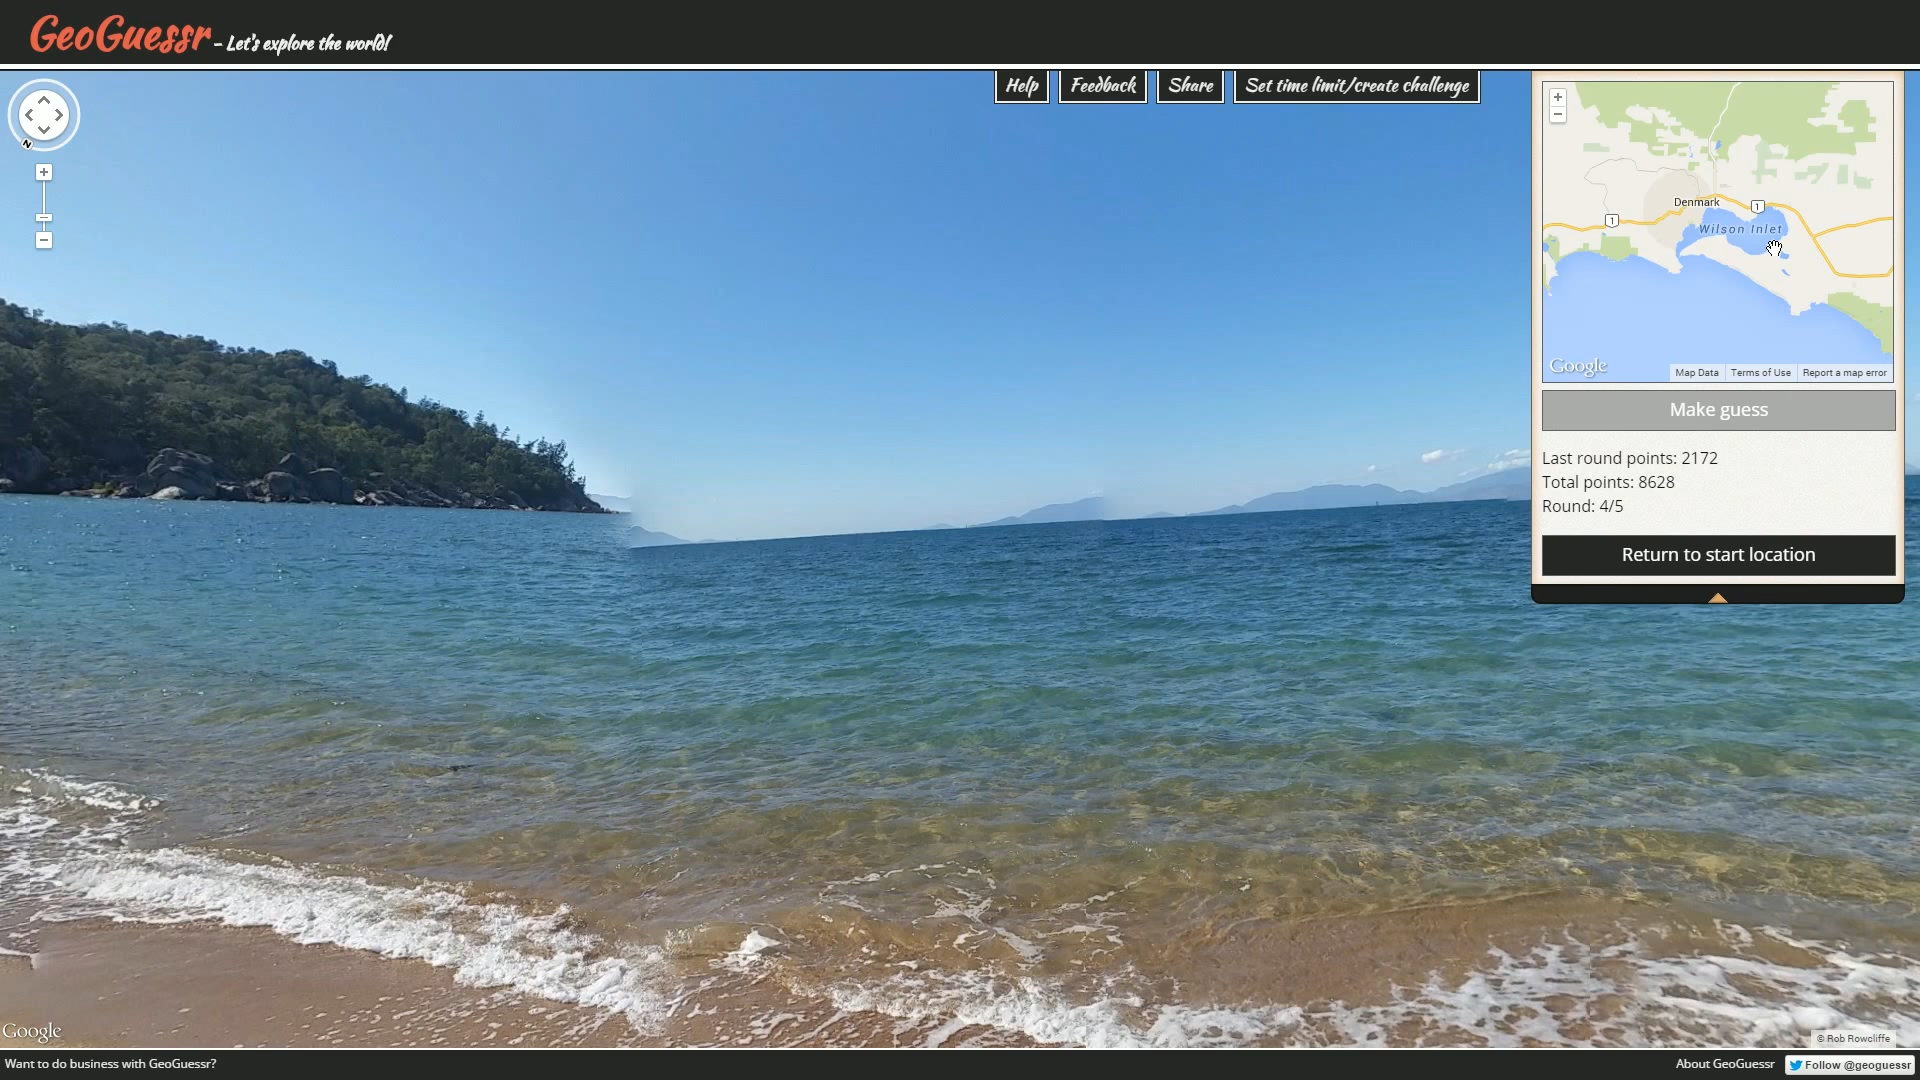 GeoGuessr - Let's explore the world!
Help
Feedback
Share
Set time limit/create challenge
N
+
−
+
−
Denmark
1
1
Wilson Inlet
Google
Map Data
Terms of Use
Report a map error
Make guess
Last round points: 2172
Total points: 8628
Round: 4/5
Return to start location
Google
© Rob Rowcliffe
Want to do business with GeoGuessr?
About GeoGuessr
Follow @geoguessr